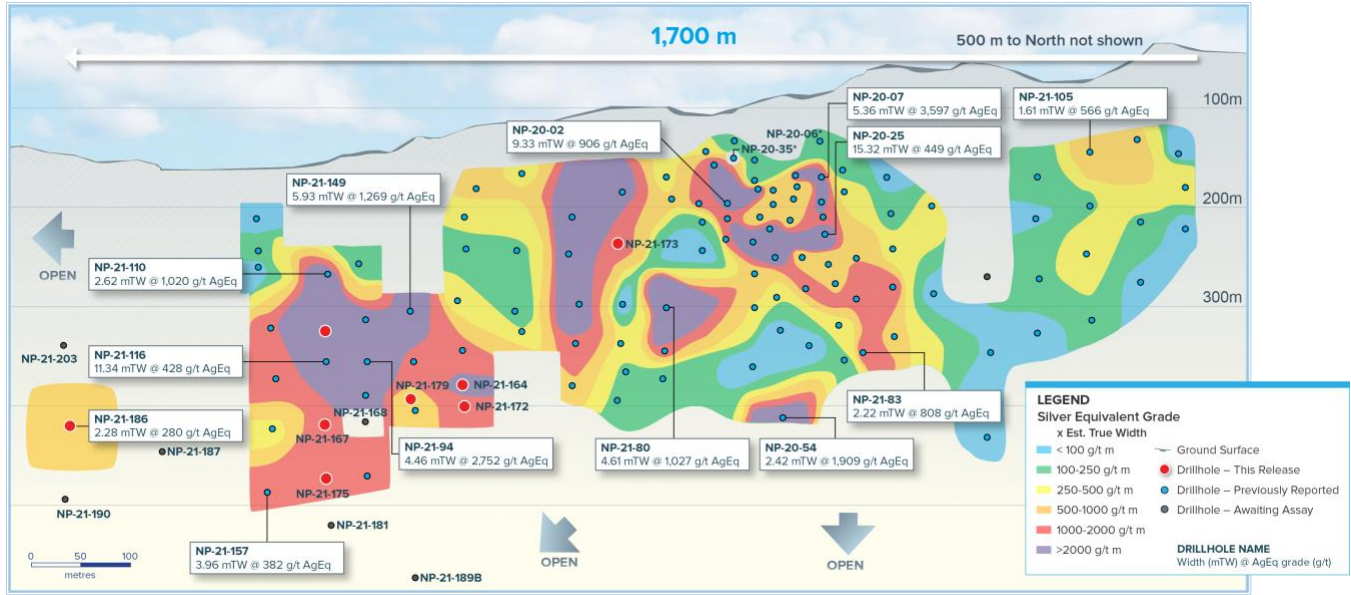 1,700 m
500 m to North not shown
100m
200m
300m
NP-20-07
5.36 mTW @ 3,597 g/t AgEq
NP-21-105
1.61 mTW @ 566 g/t AgEq
NP-20-02
9.33 mTW @ 906 g/t AgEq
NP-20-06*
NP-20-35*
NP-20-25
15.32 mTW @ 449 g/t AgEq
NP-21-149
5.93 mTW @ 1,269 g/t AgEq
OPEN
NP-21-173
NP-21-110
2.62 mTW @ 1,020 g/t AgEq
NP-21-203
NP-21-116
11.34 mTW @ 428 g/t AgEq
NP-21-179
NP-21-164
NP-21-172
NP-21-168
NP-21-186
2.28 mTW @ 280 g/t AgEq
NP-21-167
NP-21-187
NP-21-94
4.46 mTW @ 2,752 g/t AgEq
NP-21-80
4.61 mTW @ 1,027 g/t AgEq
NP-20-54
2.42 mTW @ 1,909 g/t AgEq
NP-21-83
2.22 mTW @ 808 g/t AgEq
NP-21-175
NP-21-190
NP-21-181
NP-21-157
3.96 mTW @ 382 g/t AgEq
NP-21-189B
OPEN
OPEN
0 50 100
metres
LEGEND
Silver Equivalent Grade
x Est. True Width
< 100 g/t m
100-250 g/t m
250-500 g/t m
500-1000 g/t m
1000-2000 g/t m
>2000 g/t m
Ground Surface
Drillhole – This Release
Drillhole – Previously Reported
Drillhole – Awaiting Assay
DRILLHOLE NAME
Width (mTW) @ AgEq grade (g/t)